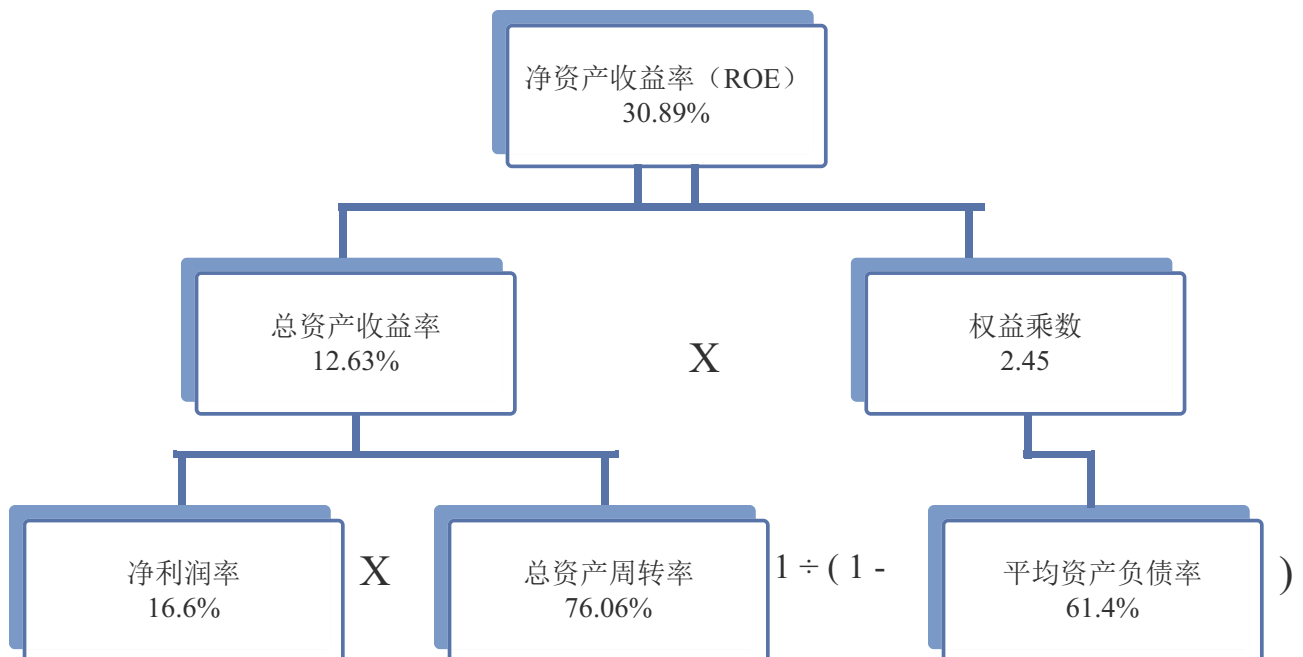 净资产收益率（ROE）
30.89%
总资产收益率
12.63%
X
权益乘数
2.45
净利润率
16.6%
X
总资产周转率
76.06%
1 ÷ ( 1 -
平均资产负债率
61.4%
)